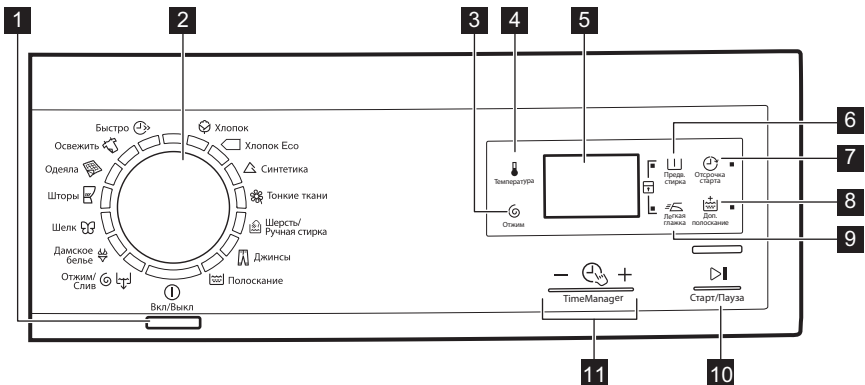 1
2
3
4
5
6
7
8
9
10
11
Быстро
Освежить
Одеяла
Шторы
Шелк
Дамское
белье
Отжим/
Слив
Хлопок
Хлопок Eco
Синтетика
Тонкие ткани
Шерсть/
Ручная стирка
Джинсы
Полоскание
Вкл/Выкл
Температура
Отжим
Предв.
стирка
Отсрочка
старта
Легкая
глажка
Доп.
полоскание
− +
TimeManager
Старт/Пауза